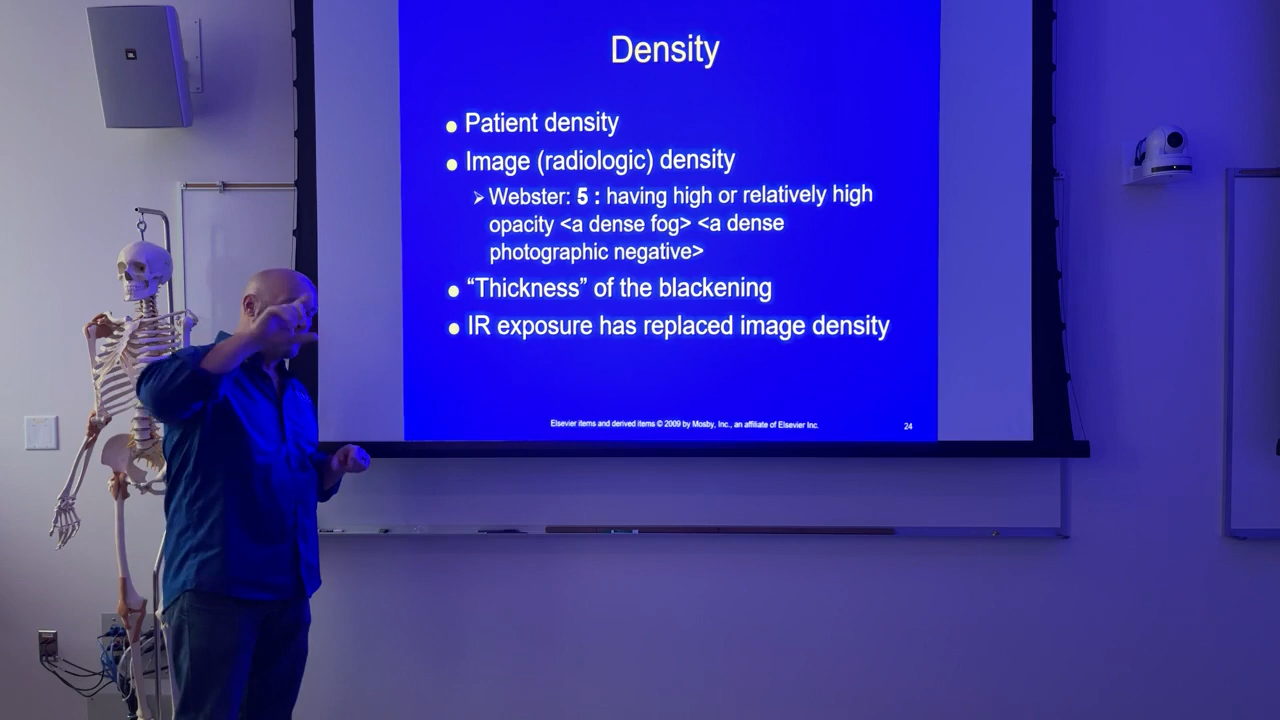 Density
• Patient density
• Image (radiologic) density
➢ Webster: 5 : having high or relatively high
opacity <a dense fog> <a dense
photographic negative>
• “Thickness” of the blackening
• IR exposure has replaced image density
Elsevier items and derived items © 2009 by Mosby, Inc., an affiliate of Elsevier Inc.
24
JBL